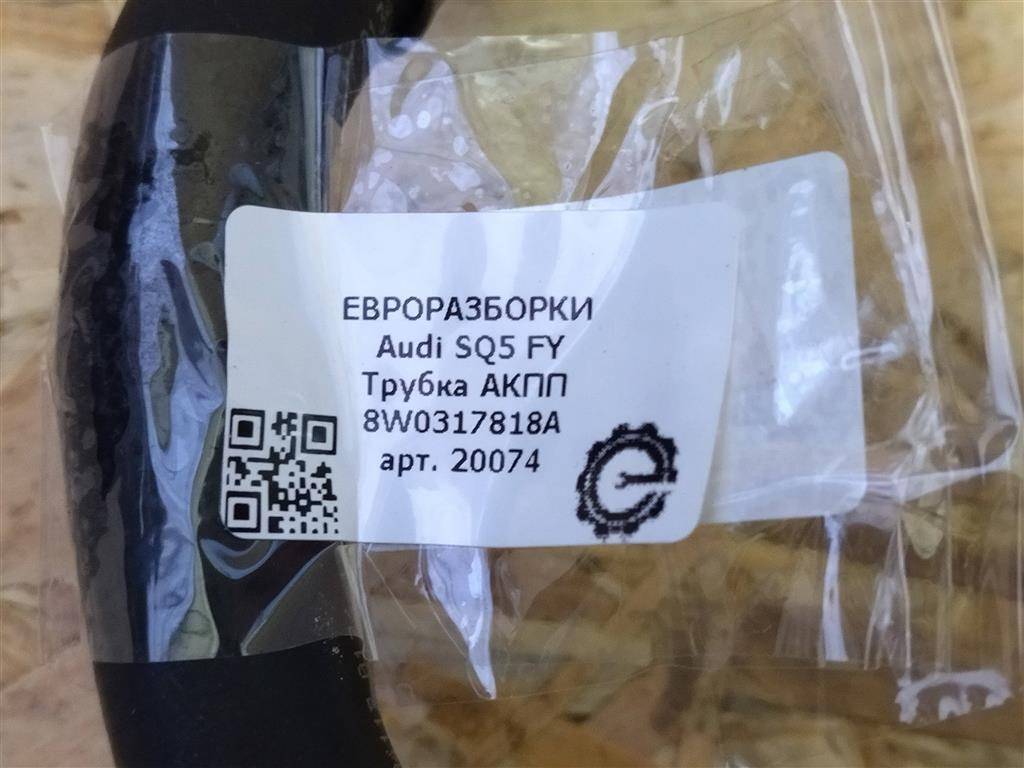 ЕВРОРАЗБОРКИ
Audi SQ5 FY
Трубка АКПП
8W0317818A
арт. 20074